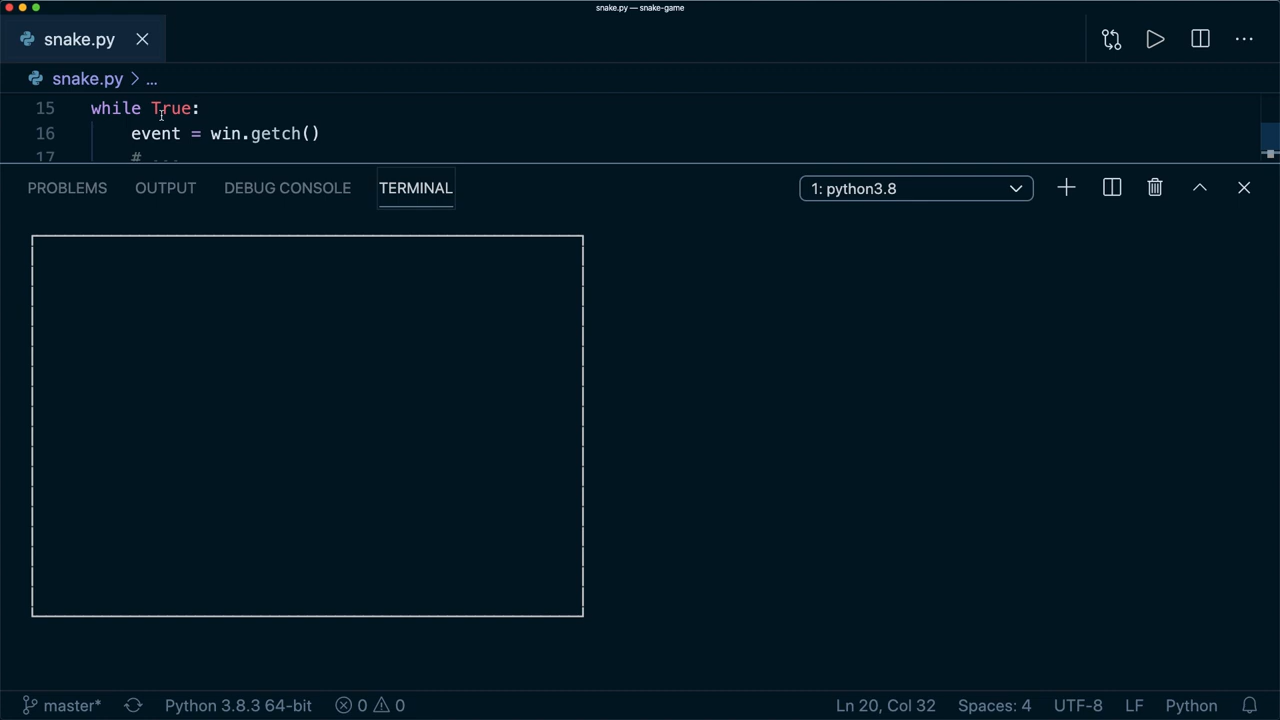 snake.py — snake-game
snake.py
snake.py > ...
15 while True:
16 event = win.getch()
17 # ...
PROBLEMS OUTPUT DEBUG CONSOLE TERMINAL 1: python3.8
master* Python 3.8.3 64-bit 0 0 Ln 20, Col 32 Spaces: 4 UTF-8 LF Python